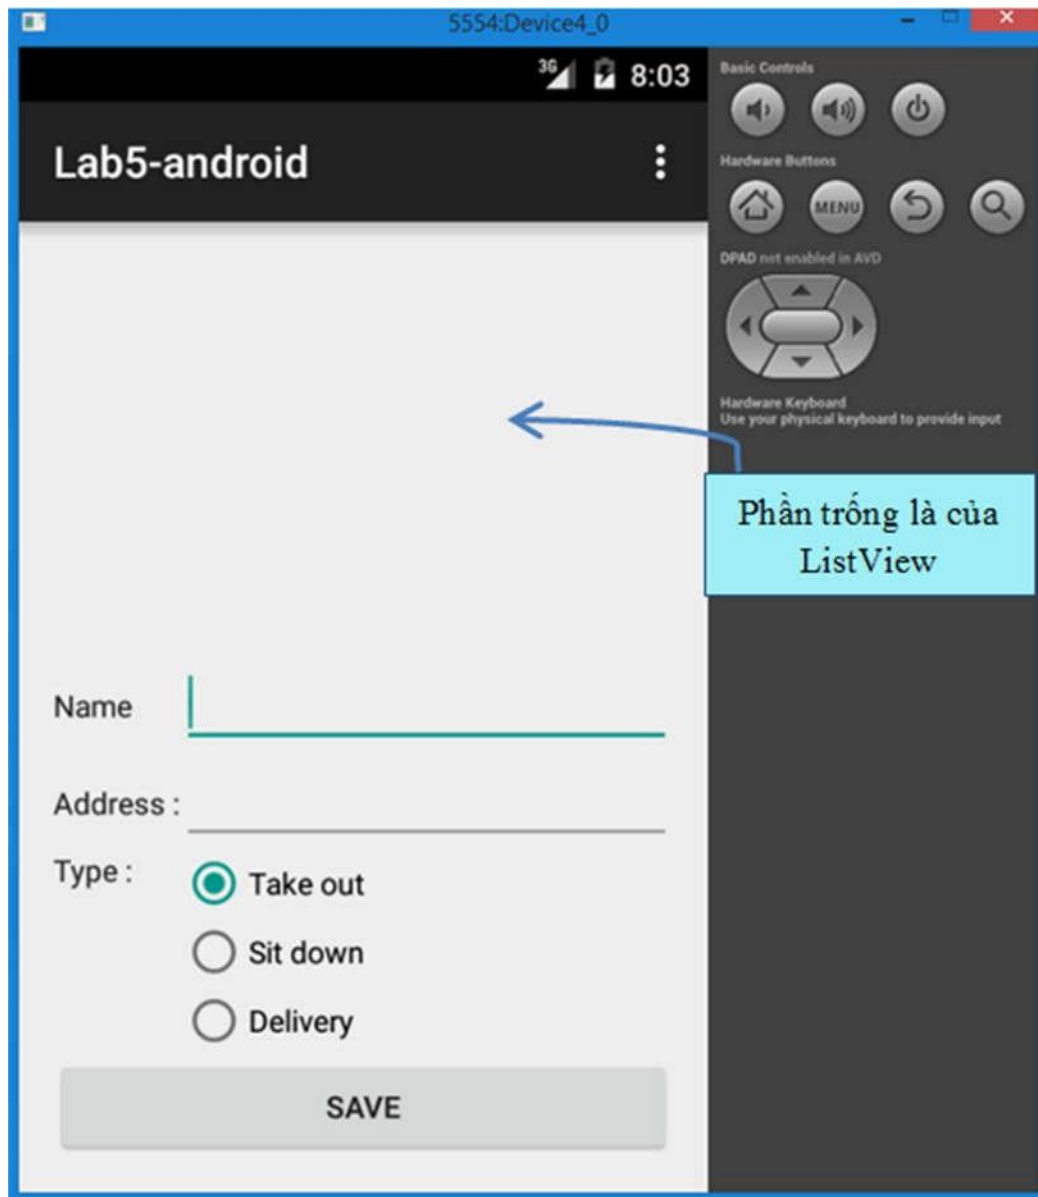 5554:Device4_0
3G 8:03
Basic Controls
Lab5-android
Hardware Buttons
MENU
DPAD not enabled in AVD
Hardware Keyboard
Use your physical keyboard to provide input
Phần trống là của
ListView
Name
Address :
Type :
Take out
Sit down
Delivery
SAVE